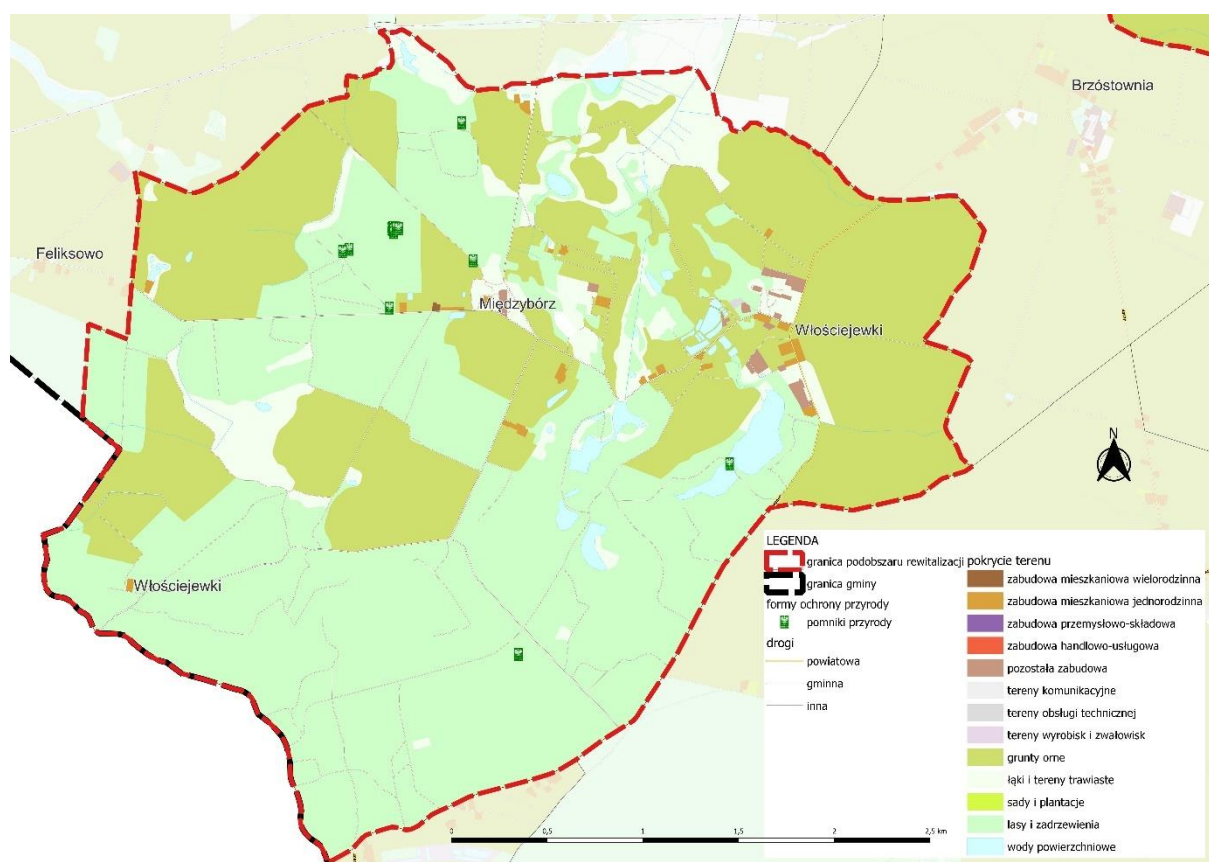 Brzóstownia
Feliksowo
Międzybórz
Włościejewki
Włościejewki
N
LEGENDA
granica podobszaru rewitalizacji
granica gminy
formy ochrony przyrody
pomniki przyrody
drogi
powiatowa
gminna
inna
pokrycie terenu
zabudowa mieszkaniowa wielorodzinna
zabudowa mieszkaniowa jednorodzinna
zabudowa przemysłowo-składowa
zabudowa handlowo-usługowa
pozostała zabudowa
tereny komunikacyjne
tereny obsługi technicznej
tereny wyrobisk i zwałowisk
grunty orne
łąki i tereny trawiaste
sady i plantacje
lasy i zadrzewienia
wody powierzchniowe
0 0,5 1 1,5 2 2,5 km